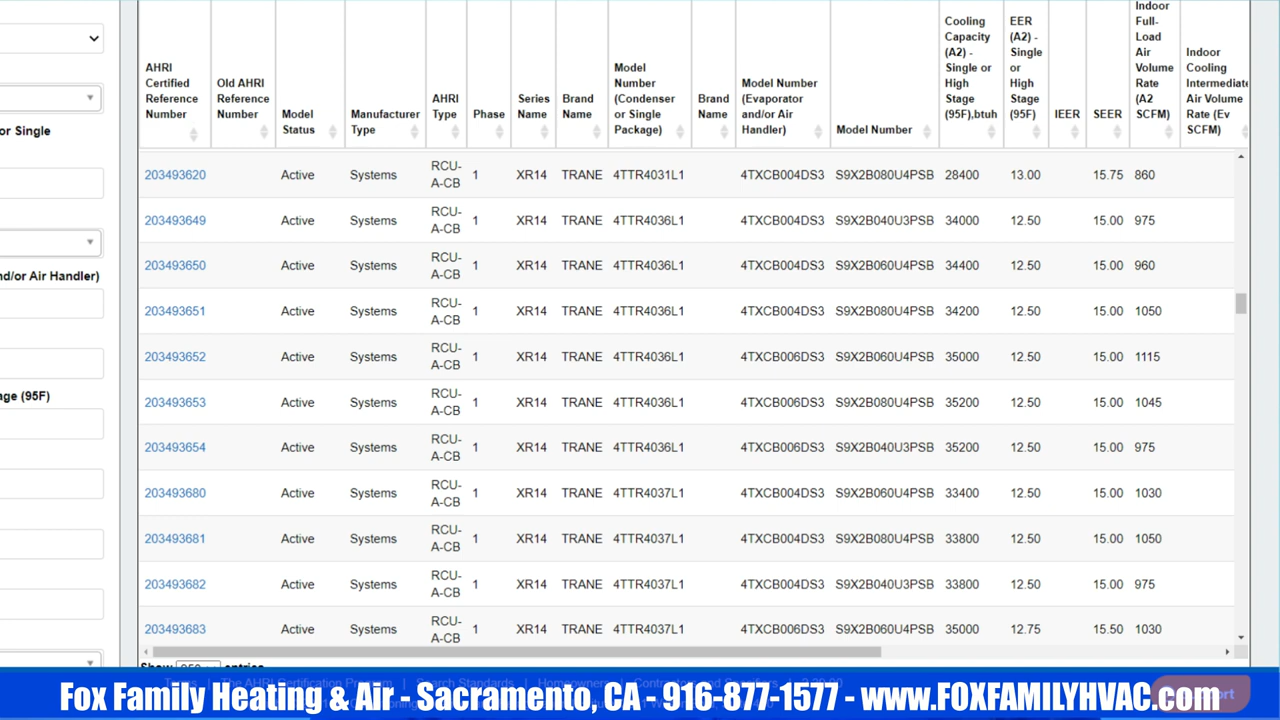 or Single
nd/or Air Handler)
age (95F)
AHRI Certified Reference Number | Old AHRI Reference Number | Model Status | Manufacturer Type | AHRI Type | Phase | Series Name | Brand Name | Model Number (Condenser or Single Package) | Brand Name | Model Number (Evaporator and/or Air Handler) | Model Number | Cooling Capacity (A2) - Single or High Stage (95F),btuh | EER (A2) - Single or High Stage (95F) | IEER | SEER | Indoor Full-Load Air Volume Rate (A2 SCFM) | Indoor Cooling Intermediate Air Volume Rate (Ev SCFM)
203493620 Active Systems RCU-A-CB 1 XR14 TRANE 4TTR4031L1 4TXCB004DS3 S9X2B080U4PSB 28400 13.00 15.75 860
203493649 Active Systems RCU-A-CB 1 XR14 TRANE 4TTR4036L1 4TXCB004DS3 S9X2B040U3PSB 34000 12.50 15.00 975
203493650 Active Systems RCU-A-CB 1 XR14 TRANE 4TTR4036L1 4TXCB004DS3 S9X2B060U4PSB 34400 12.50 15.00 960
203493651 Active Systems RCU-A-CB 1 XR14 TRANE 4TTR4036L1 4TXCB004DS3 S9X2B080U4PSB 34200 12.50 15.00 1050
203493652 Active Systems RCU-A-CB 1 XR14 TRANE 4TTR4036L1 4TXCB006DS3 S9X2B060U4PSB 35000 12.50 15.00 1115
203493653 Active Systems RCU-A-CB 1 XR14 TRANE 4TTR4036L1 4TXCB006DS3 S9X2B080U4PSB 35200 12.50 15.00 1045
203493654 Active Systems RCU-A-CB 1 XR14 TRANE 4TTR4036L1 4TXCB006DS3 S9X2B040U3PSB 35200 12.50 15.00 975
203493680 Active Systems RCU-A-CB 1 XR14 TRANE 4TTR4037L1 4TXCB004DS3 S9X2B060U4PSB 33400 12.50 15.00 1030
203493681 Active Systems RCU-A-CB 1 XR14 TRANE 4TTR4037L1 4TXCB004DS3 S9X2B080U4PSB 33800 12.50 15.00 1050
203493682 Active Systems RCU-A-CB 1 XR14 TRANE 4TTR4037L1 4TXCB004DS3 S9X2B040U3PSB 33800 12.50 15.00 975
203493683 Active Systems RCU-A-CB 1 XR14 TRANE 4TTR4037L1 4TXCB006DS3 S9X2B060U4PSB 35000 12.75 15.50 1030
Show 250 entries
Fox Family Heating & Air - Sacramento, CA - 916-877-1577 - www.FOXFAMILYHVAC.com